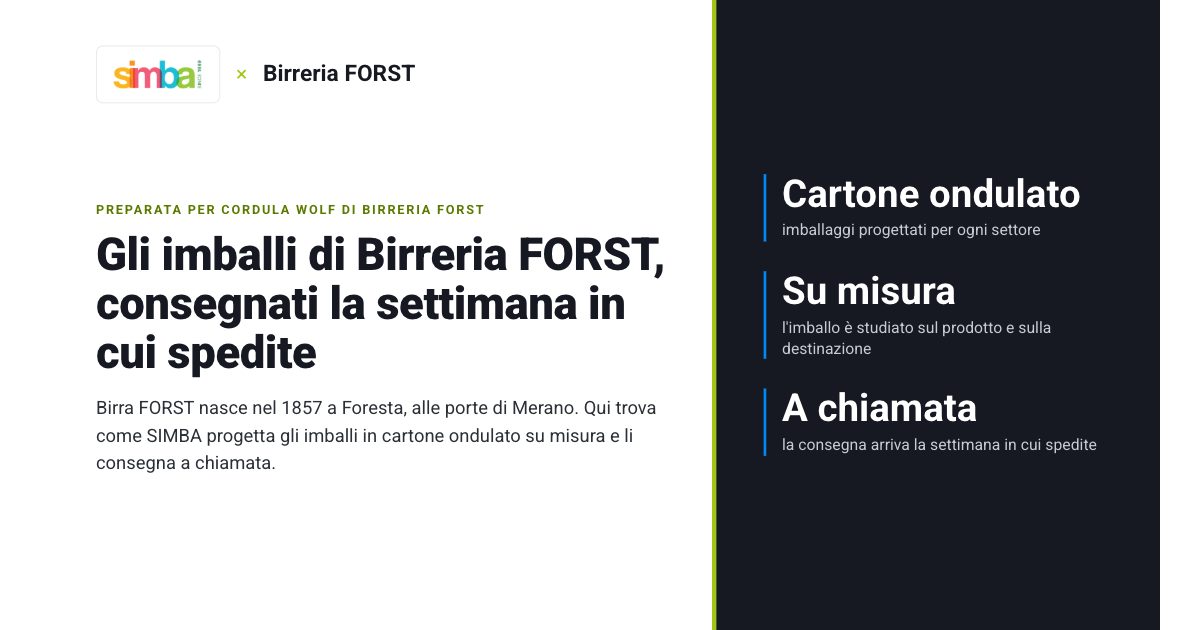 simba
× Birreria FORST
PREPARATA PER CORDULA WOLF DI BIRRERIA FORST
Gli imballi di Birreria FORST,
consegnati la settimana in
cui spedite
Birra FORST nasce nel 1857 a Foresta, alle porte di Merano. Qui trova
come SIMBA progetta gli imballi in cartone ondulato su misura e li
consegna a chiamata.
Cartone ondulato
imballaggi progettati per ogni settore
Su misura
l'imballo è studiato sul prodotto e sulla
destinazione
A chiamata
la consegna arriva la settimana in cui spedite